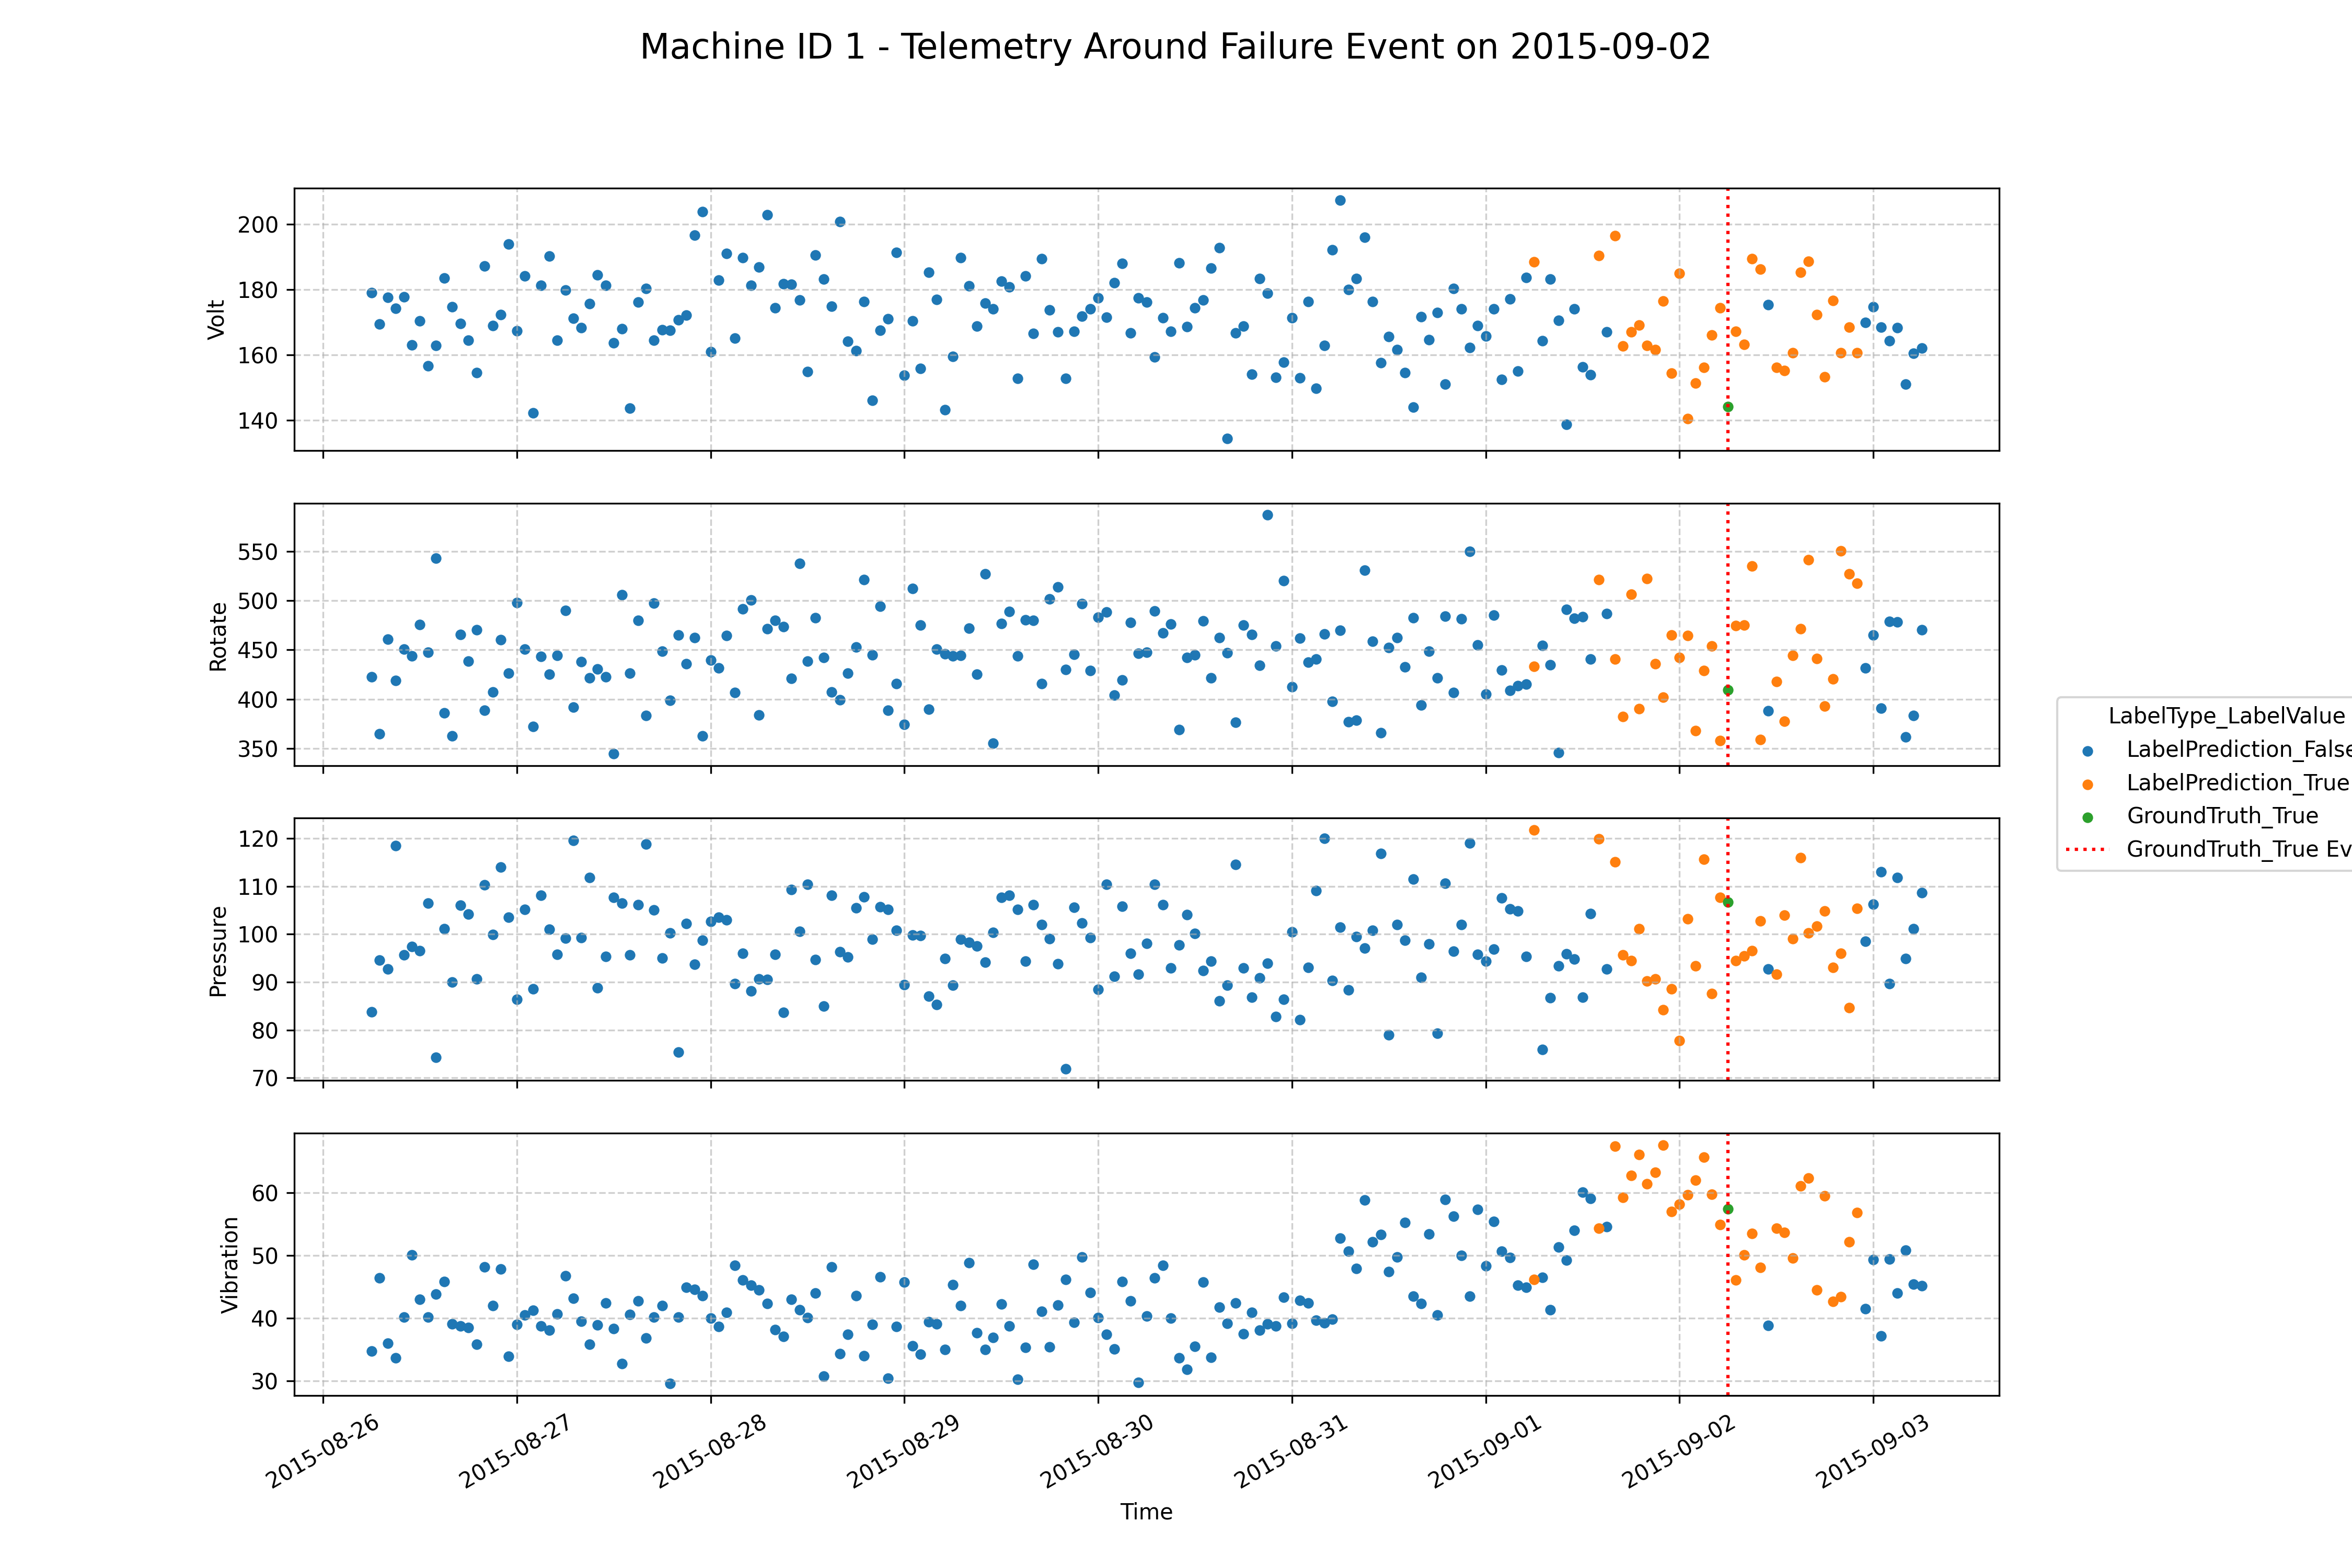 Machine ID 1 - Telemetry Around Failure Event on 2015-09-02
Volt
200
180
160
140
Rotate
550
500
450
400
350
Pressure
120
110
100
90
80
70
Vibration
60
50
40
30
2015-08-26
2015-08-27
2015-08-28
2015-08-29
2015-08-30
2015-08-31
2015-09-01
2015-09-02
2015-09-03
Time
LabelType_LabelValue
LabelPrediction_False
LabelPrediction_True
GroundTruth_True
GroundTruth_True Ev